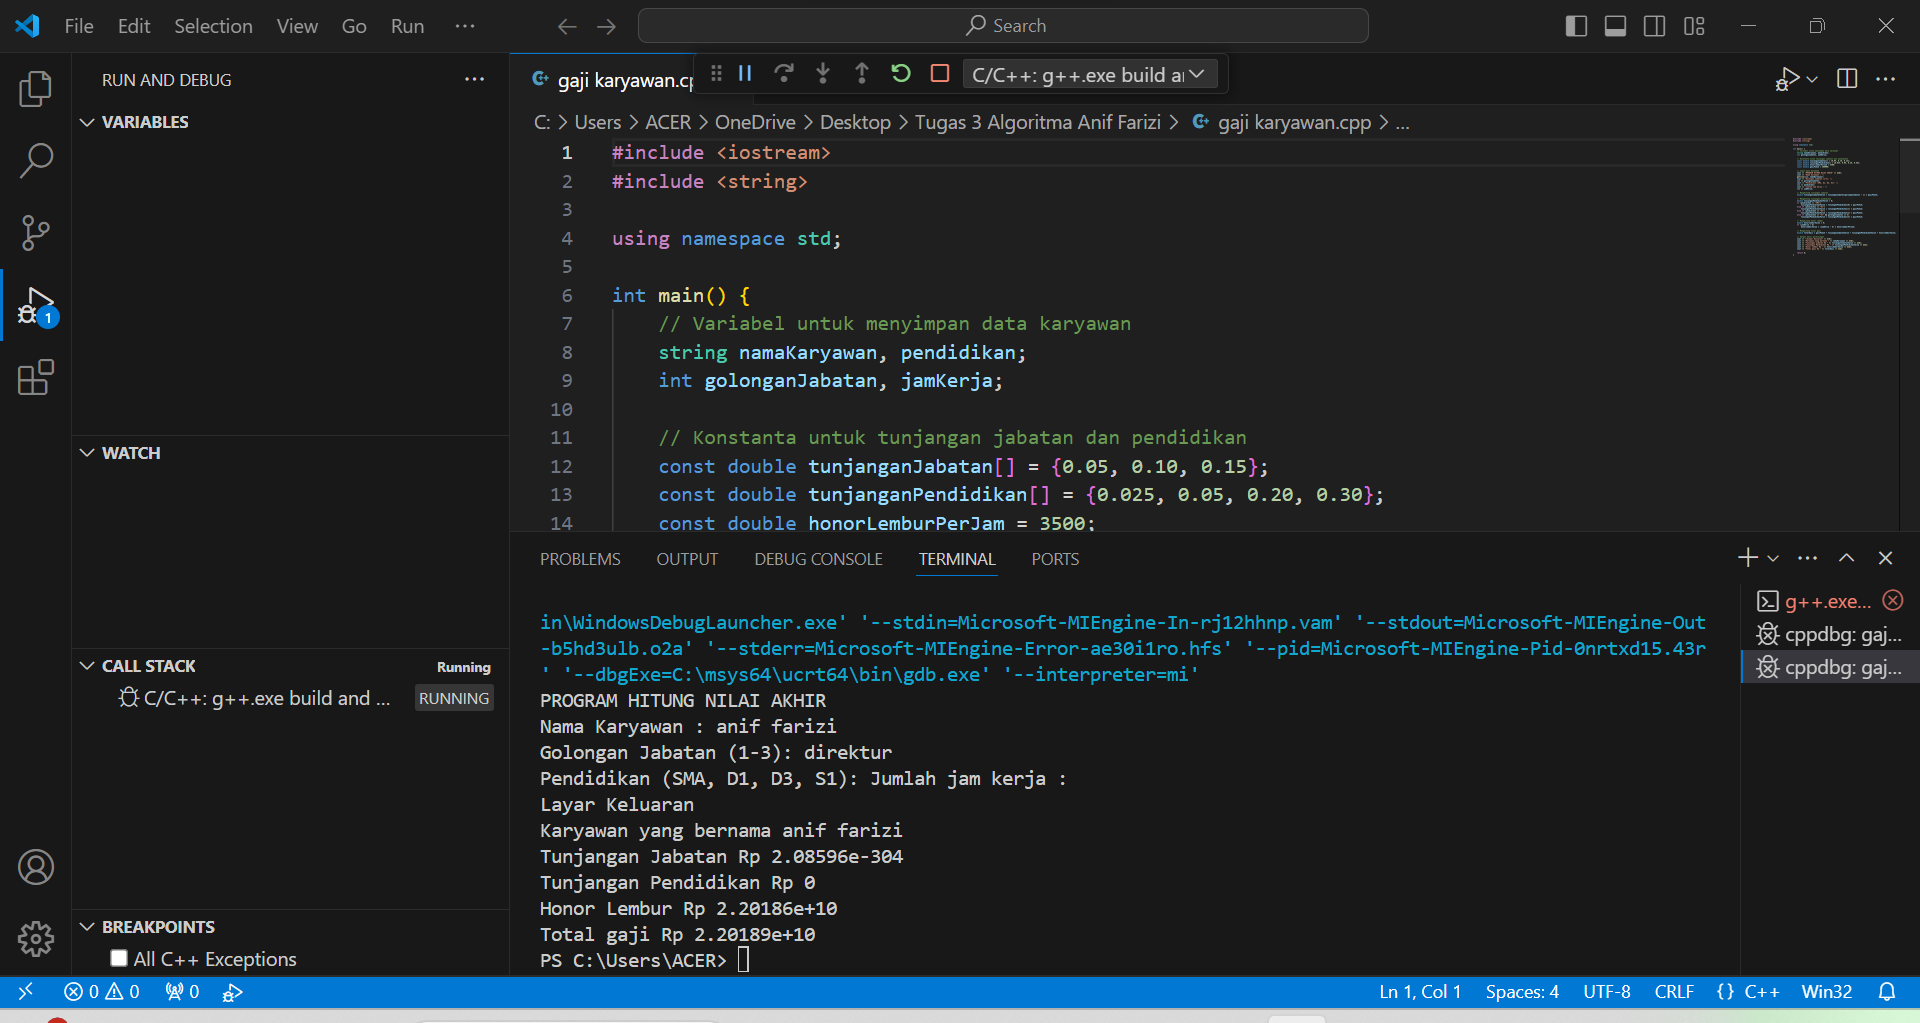 File Edit Selection View Go Run ···
Search
RUN AND DEBUG ···
VARIABLES
WATCH
CALL STACK Running
C/C++: g++.exe build and ... RUNNING
BREAKPOINTS
All C++ Exceptions
1
gaji karyawan.cp
C/C++: g++.exe build ar
C: > Users > ACER > OneDrive > Desktop > Tugas 3 Algoritma Anif Farizi > gaji karyawan.cpp > ...
1 #include <iostream>
2 #include <string>
3
4 using namespace std;
5
6 int main() {
7 // Variabel untuk menyimpan data karyawan
8 string namaKaryawan, pendidikan;
9 int golonganJabatan, jamKerja;
10
11 // Konstanta untuk tunjangan jabatan dan pendidikan
12 const double tunjanganJabatan[] = {0.05, 0.10, 0.15};
13 const double tunjanganPendidikan[] = {0.025, 0.05, 0.20, 0.30};
14 const double honorLemburPerJam = 3500;
PROBLEMS OUTPUT DEBUG CONSOLE TERMINAL PORTS
in\WindowsDebugLauncher.exe' '--stdin=Microsoft-MIEngine-In-rj12hhnp.vam' '--stdout=Microsoft-MIEngine-Out
-b5hd3ulb.o2a' '--stderr=Microsoft-MIEngine-Error-ae30i1ro.hfs' '--pid=Microsoft-MIEngine-Pid-0nrtxd15.43r
' '--dbgExe=C:\msys64\ucrt64\bin\gdb.exe' '--interpreter=mi'
PROGRAM HITUNG NILAI AKHIR
Nama Karyawan : anif farizi
Golongan Jabatan (1-3): direktur
Pendidikan (SMA, D1, D3, S1): Jumlah jam kerja :
Layar Keluaran
Karyawan yang bernama anif farizi
Tunjangan Jabatan Rp 2.08596e-304
Tunjangan Pendidikan Rp 0
Honor Lembur Rp 2.20186e+10
Total gaji Rp 2.20189e+10
PS C:\Users\ACER>
g++.exe...
cppdbg: gaj...
cppdbg: gaj...
0 0 0 Ln 1, Col 1 Spaces: 4 UTF-8 CRLF {} C++ Win32